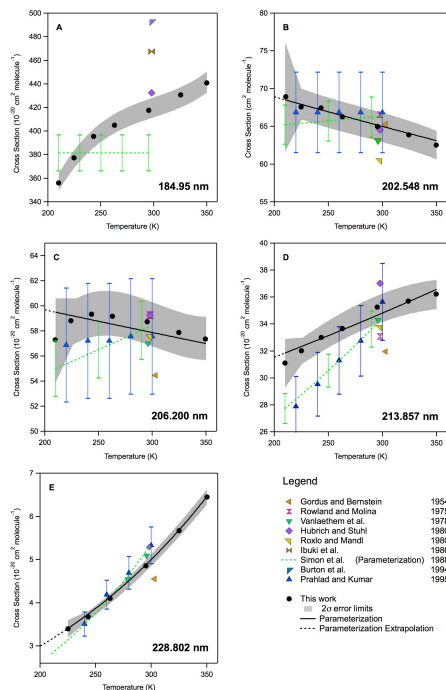 500
480
460
440
420
400
380
360
340
A
184.95 nm
200
250
300
350
Temperature (K)
Cross Section (10⁻²⁰ cm² molecule⁻¹)
80
75
70
65
60
55
B
202.548 nm
200
250
300
350
Temperature (K)
Cross Section (cm² molecule⁻¹)
64
62
60
58
56
54
52
50
C
206.200 nm
200
250
300
350
Temperature (K)
Cross Section (10⁻²⁰ cm² molecule⁻¹)
40
38
36
34
32
30
28
26
D
213.857 nm
200
250
300
350
Temperature (K)
Cross Section (10⁻²⁰ cm² molecule⁻¹)
7
6
5
4
3
2
E
228.802 nm
200
250
300
350
Temperature (K)
Cross Section (10⁻²⁰ cm² molecule⁻¹)
Legend
Gordus and Bernstein 1954
Rowland and Molina 1975
Vanlaethem et al. 1978
Hubrich and Stuhl 1980
Roxlo and Mandl 1980
Ibuki et al. 1986
Simon et al. (Parameterization) 1988
Burton et al. 1994
Prahlad and Kumar 1995
This work
2σ error limits
Parameterization
Parameterization Extrapolation